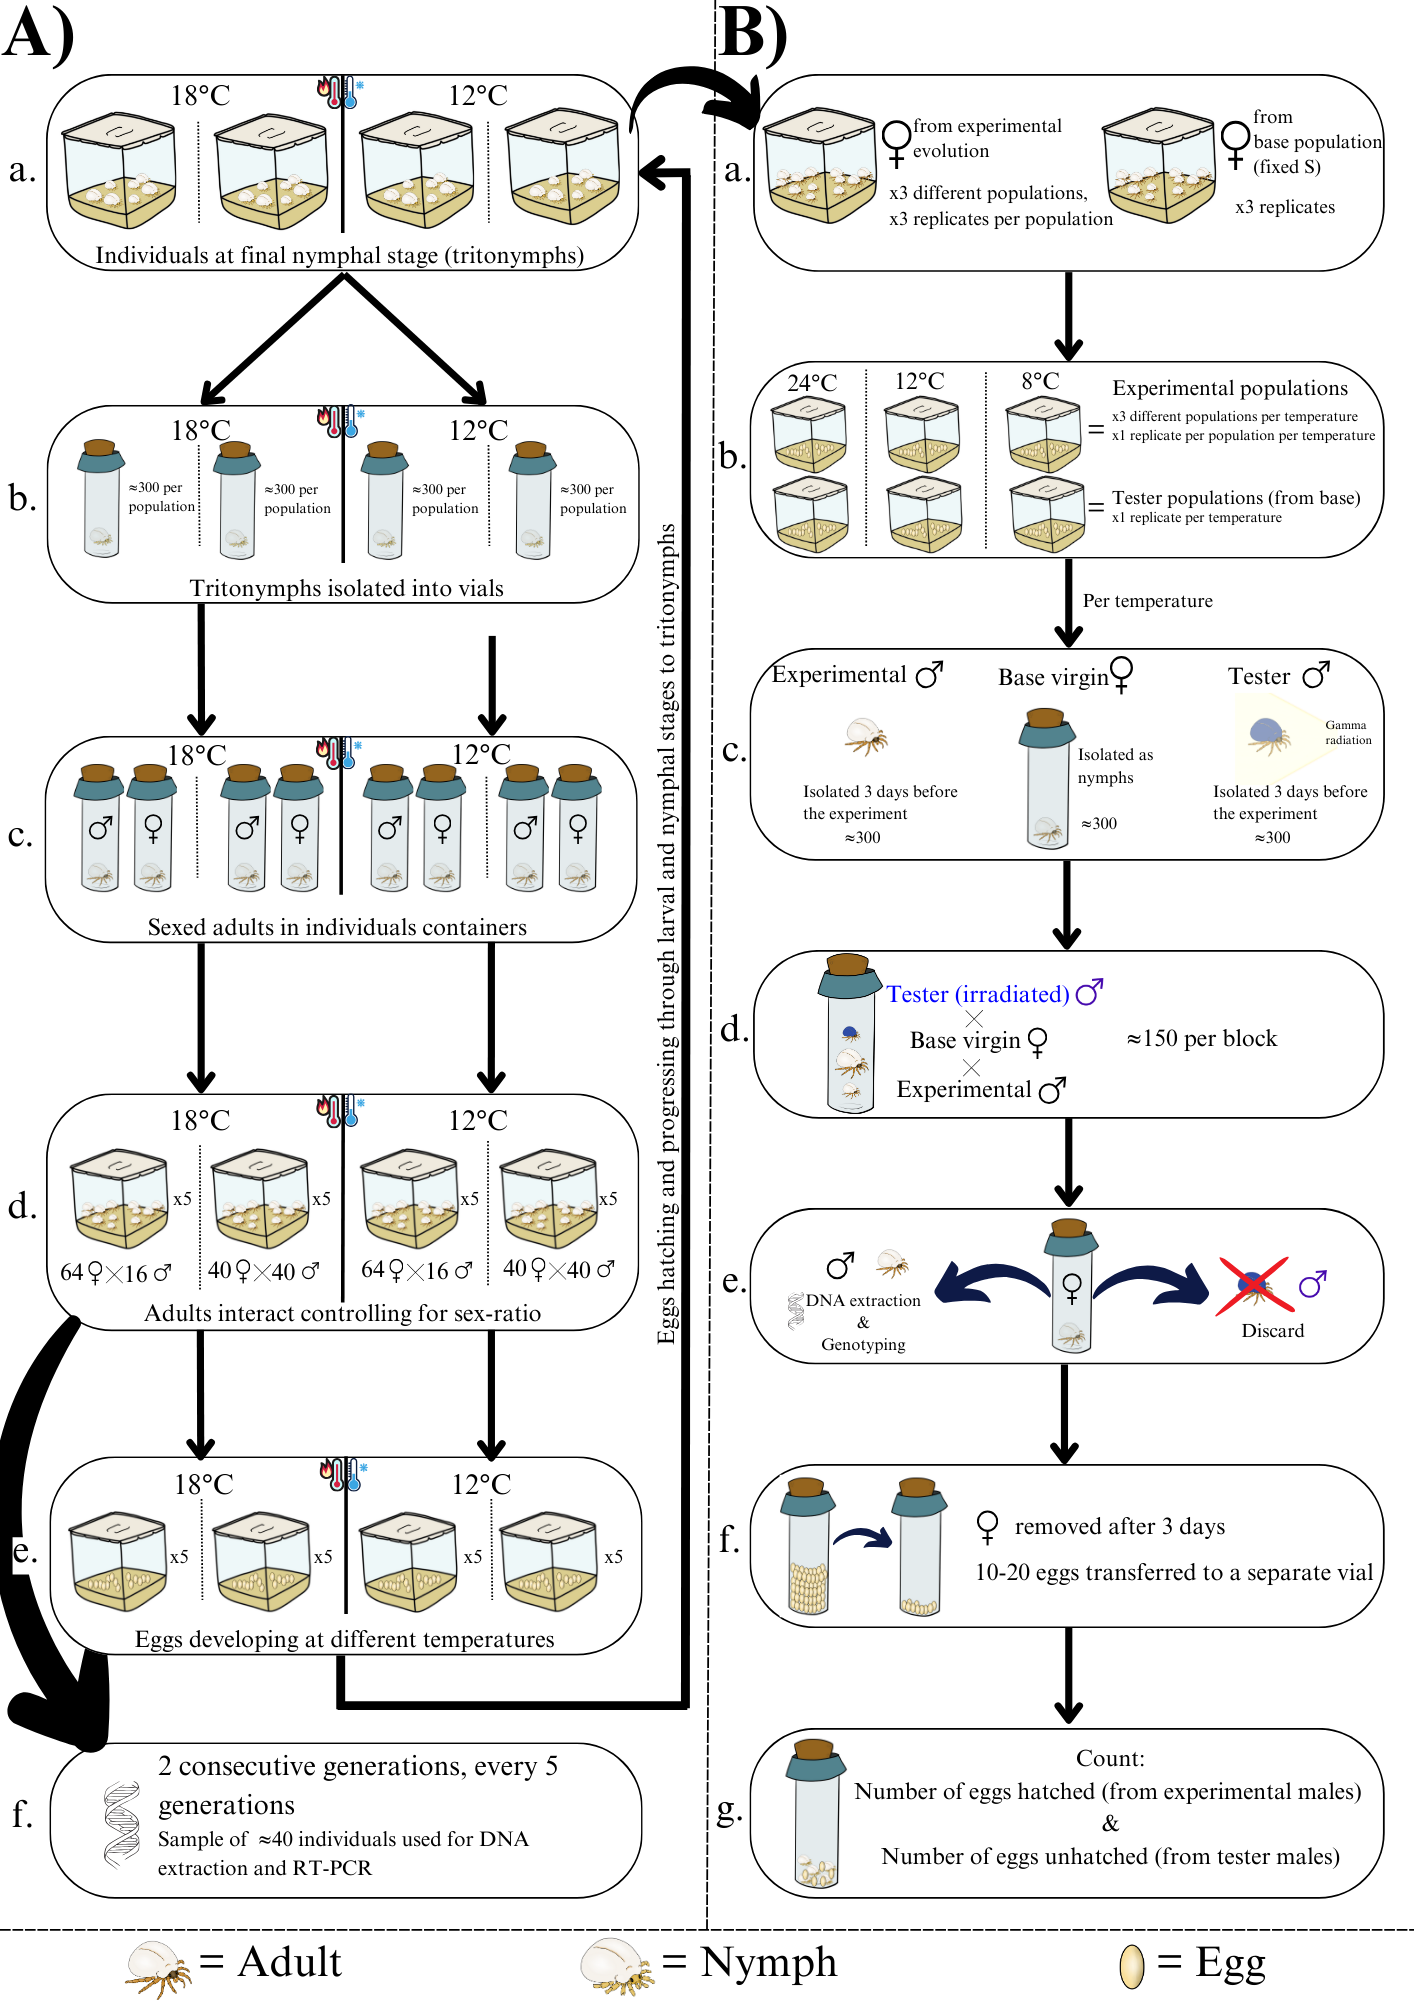 A)
a.
18°C
12°C
Individuals at final nymphal stage (tritonymphs)
b.
18°C
12°C
≈300 per
population
≈300 per
population
≈300 per
population
≈300 per
population
Tritonymphs isolated into vials
c.
18°C
12°C
♂ ♀ ♂ ♀ ♂ ♀ ♂ ♀
Sexed adults in individuals containers
d.
18°C
12°C
x5
x5
x5
x5
64♀×16♂
40♀×40♂
64♀×16♂
40♀×40♂
Adults interact controlling for sex-ratio
e.
18°C
12°C
x5
x5
x5
x5
Eggs developing at different temperatures
Eggs hatching and progressing through larval and nymphal stages to tritonymphs
f.
2 consecutive generations, every 5
generations
Sample of ≈40 individuals used for DNA
extraction and RT-PCR
B)
a.
♀ from experimental
evolution
x3 different populations,
x3 replicates per population
♀ from
base population
(fixed S)
x3 replicates
b.
24°C
12°C
8°C
= Experimental populations
x3 different populations per temperature
x1 replicate per population per temperature
= Tester populations (from base)
x1 replicate per temperature
Per temperature
c.
Experimental ♂
Isolated 3 days before
the experiment
≈300
Base virgin♀
Isolated as
nymphs
≈300
Tester ♂
Gamma
radiation
Isolated 3 days before
the experiment
≈300
d.
Tester (irradiated)♂
×
Base virgin ♀
×
Experimental ♂
≈150 per block
e.
♂
DNA extraction
&
Genotyping
♀
♂
Discard
f.
♀ removed after 3 days
10-20 eggs transferred to a separate vial
g.
Count:
Number of eggs hatched (from experimental males)
&
Number of eggs unhatched (from tester males)
= Adult
= Nymph
= Egg